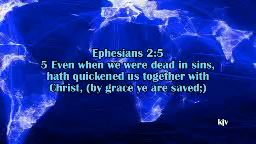 Ephesians 2:5
5 Even when we were dead in sins,
hath quickened us together with
Christ, (by grace ye are saved;)
kjv